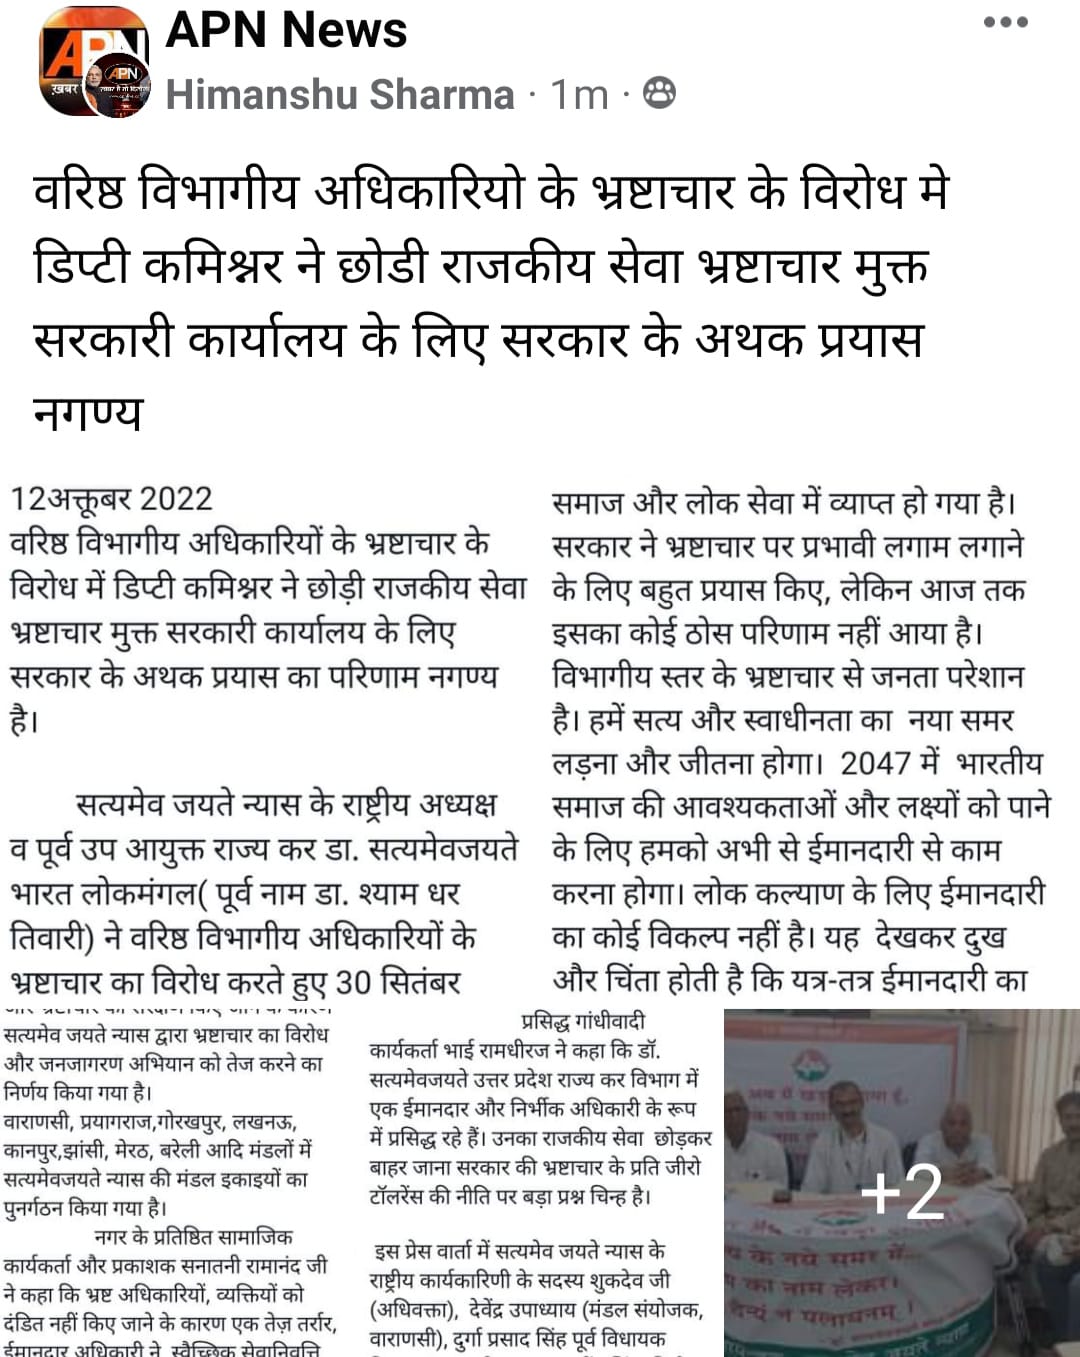 APN News
APN
ख़बर
APN
Himanshu Sharma · 1m ·
वरिष्ठ विभागीय अधिकारियो के भ्रष्टाचार के विरोध मे
डिप्टी कमिश्नर ने छोडी राजकीय सेवा भ्रष्टाचार मुक्त
सरकारी कार्यालय के लिए सरकार के अथक प्रयास
नगण्य
12अक्तूबर 2022
वरिष्ठ विभागीय अधिकारियों के भ्रष्टाचार के
विरोध में डिप्टी कमिश्नर ने छोड़ी राजकीय सेवा
भ्रष्टाचार मुक्त सरकारी कार्यालय के लिए
सरकार के अथक प्रयास का परिणाम नगण्य
है।
सत्यमेव जयते न्यास के राष्ट्रीय अध्यक्ष
व पूर्व उप आयुक्त राज्य कर डा. सत्यमेवजयते
भारत लोकमंगल( पूर्व नाम डा. श्याम धर
तिवारी) ने वरिष्ठ विभागीय अधिकारियों के
भ्रष्टाचार का विरोध करते हुए 30 सितंबर
समाज और लोक सेवा में व्याप्त हो गया है।
सरकार ने भ्रष्टाचार पर प्रभावी लगाम लगाने
के लिए बहुत प्रयास किए, लेकिन आज तक
इसका कोई ठोस परिणाम नहीं आया है।
विभागीय स्तर के भ्रष्टाचार से जनता परेशान
है। हमें सत्य और स्वाधीनता का नया समर
लड़ना और जीतना होगा। 2047 में भारतीय
समाज की आवश्यकताओं और लक्ष्यों को पाने
के लिए हमको अभी से ईमानदारी से काम
करना होगा। लोक कल्याण के लिए ईमानदारी
का कोई विकल्प नहीं है। यह देखकर दुख
और चिंता होती है कि यत्र-तत्र ईमानदारी का
सत्यमेव जयते न्यास द्वारा भ्रष्टाचार का विरोध
और जनजागरण अभियान को तेज करने का
निर्णय किया गया है।
वाराणसी, प्रयागराज,गोरखपुर, लखनऊ,
कानपुर,झांसी, मेरठ, बरेली आदि मंडलों में
सत्यमेवजयते न्यास की मंडल इकाइयों का
पुनर्गठन किया गया है।
नगर के प्रतिष्ठित सामाजिक
कार्यकर्ता और प्रकाशक सनातनी रामानंद जी
ने कहा कि भ्रष्ट अधिकारियों, व्यक्तियों को
दंडित नहीं किए जाने के कारण एक तेज़ तर्रार,
ईमानदार अधिकारी ने स्वैच्छिक सेवानिवृत्ति
प्रसिद्ध गांधीवादी
कार्यकर्ता भाई रामधीरज ने कहा कि डॉ.
सत्यमेवजयते उत्तर प्रदेश राज्य कर विभाग में
एक ईमानदार और निर्भीक अधिकारी के रूप
में प्रसिद्ध रहे हैं। उनका राजकीय सेवा छोड़कर
बाहर जाना सरकार की भ्रष्टाचार के प्रति जीरो
टॉलरेंस की नीति पर बड़ा प्रश्न चिन्ह है।
इस प्रेस वार्ता में सत्यमेव जयते न्यास के
राष्ट्रीय कार्यकारिणी के सदस्य शुकदेव जी
(अधिवक्ता), देवेंद्र उपाध्याय (मंडल संयोजक,
वाराणसी), दुर्गा प्रसाद सिंह पूर्व विधायक
+2
के नये समर में...
का नाम लेकर।
न पलायनम् ।